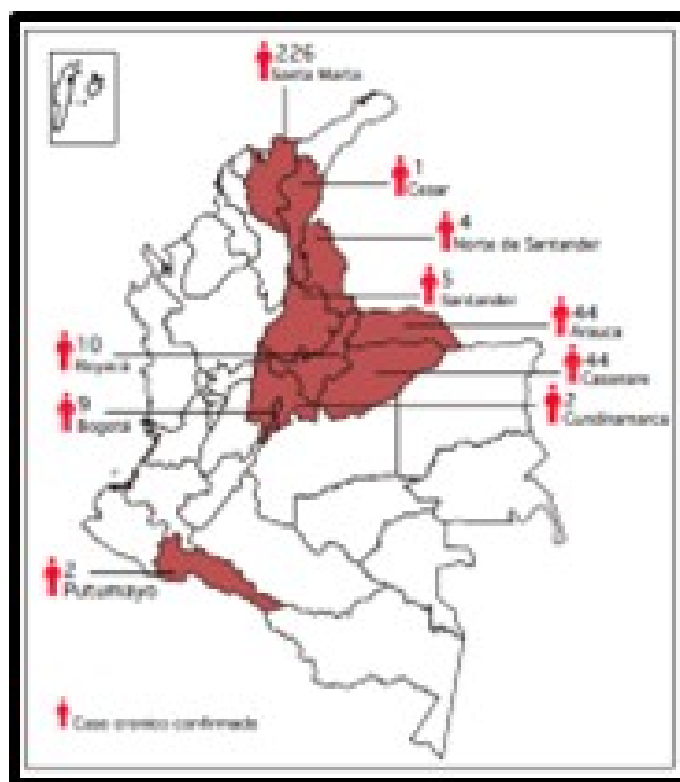 226
Santa Marta
1
Cesar
4
Norte de Santander
5
Santander
44
Arauca
10
Boyacá
44
Casanare
9
Bogotá
2
Cundinamarca
2
Putumayo
Caso cronico confirmado